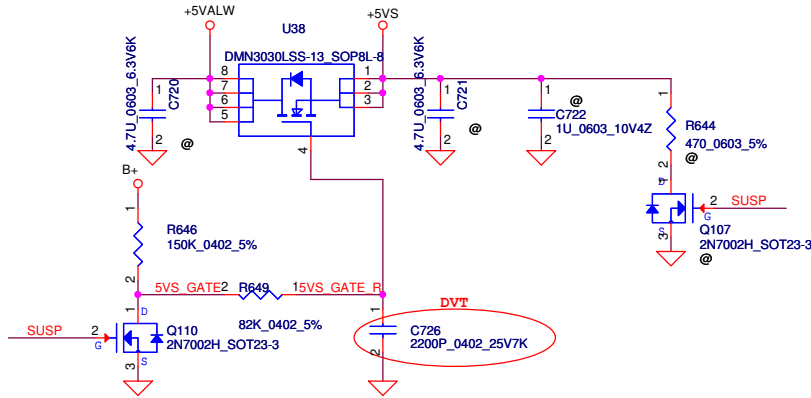 +5VALW
+5VS
U38
DMN3030LSS-13_SOP8L-8
8
7
6
5
1
2
3
4
4.7U_0603_6.3V6K
C720
1
2
@
4.7U_0603_6.3V6K
C721
1
2
@
@
C722
1U_0603_10V4Z
1
2
1
R644
470_0603_5%
2
@
D
1
SUSP
2
G
S
3
Q107
2N7002H_SOT23-3
@
B+
1
R646
150K_0402_5%
2
5VS_GATE
2
R649
1
5VS_GATE_R
82K_0402_5%
DVT
1
C726
2200P_0402_25V7K
2
SUSP
2
G
1
D
Q110
2N7002H_SOT23-3
S
3